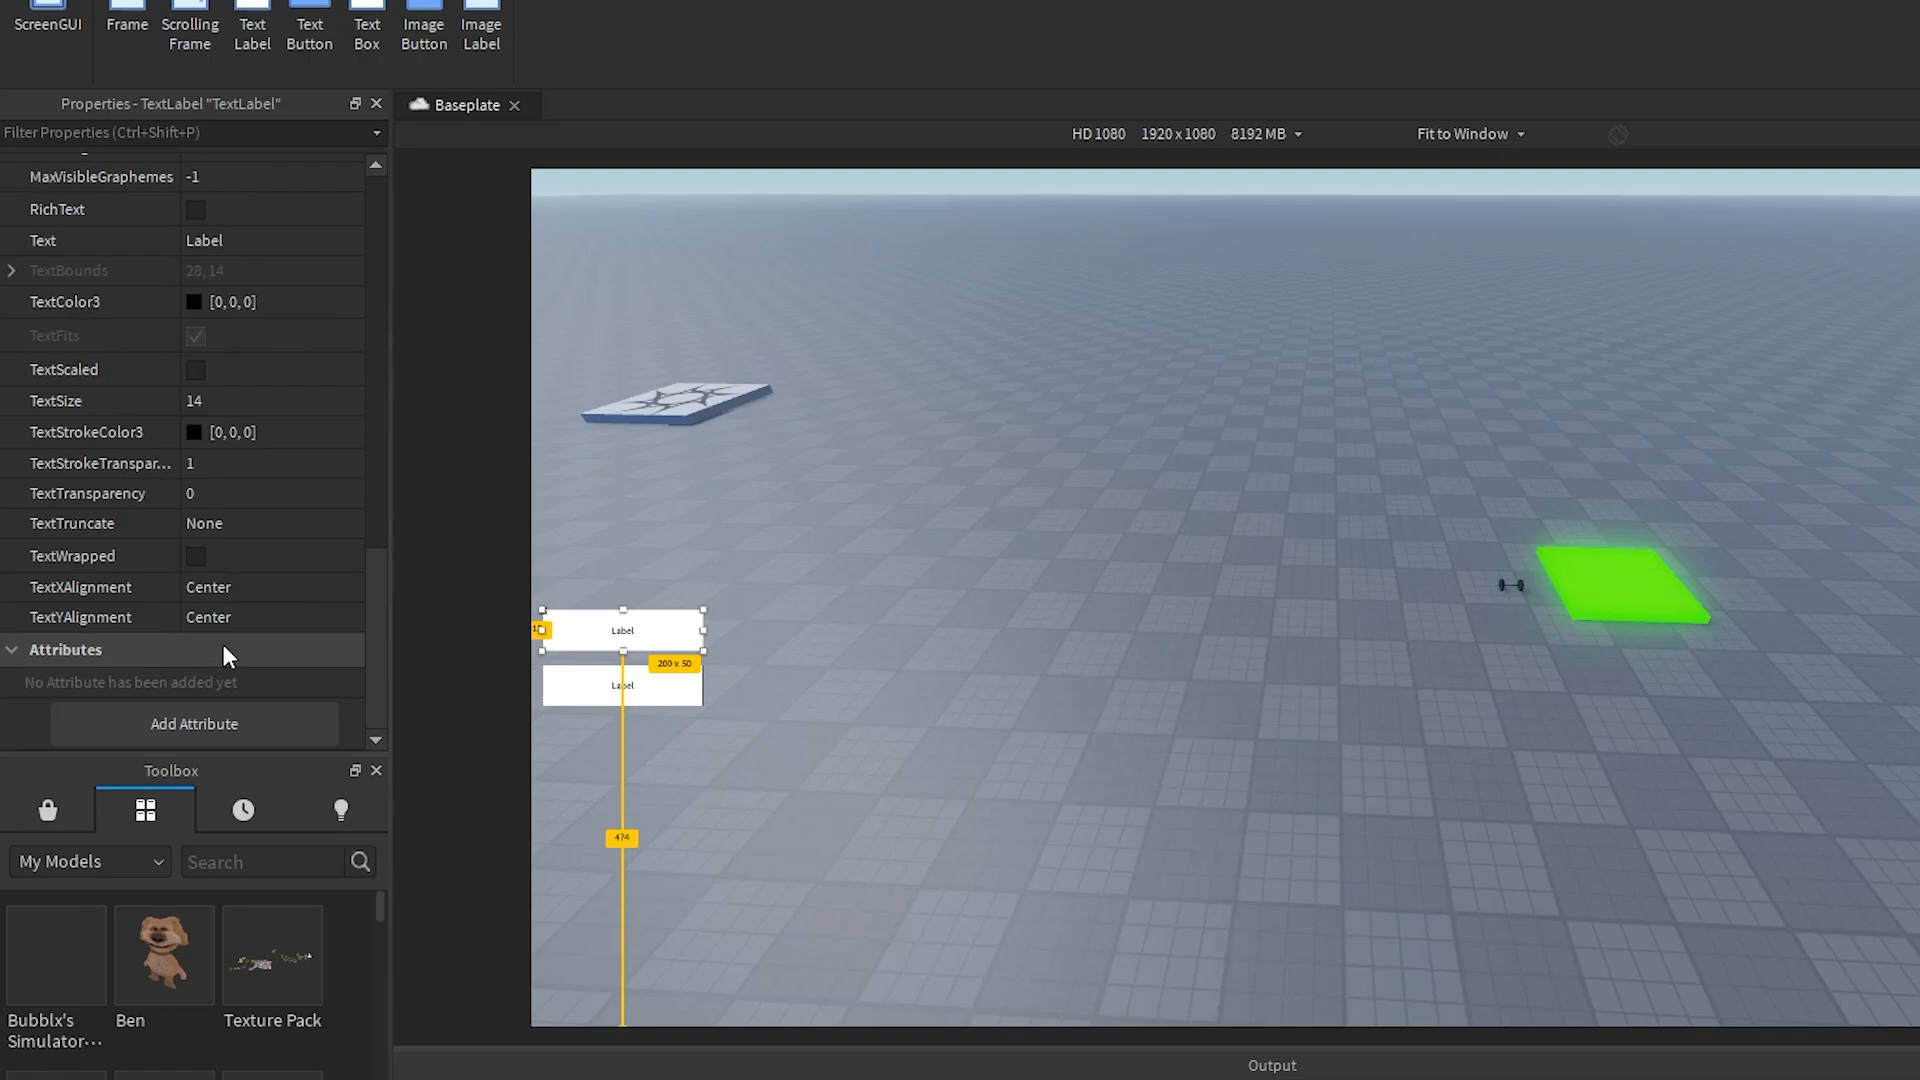 ScreenGUI
Frame
Scrolling
Frame
Text
Label
Text
Button
Text
Box
Image
Button
Image
Label
Properties - TextLabel "TextLabel"
Filter Properties (Ctrl+Shift+P)
MaxVisibleGraphemes -1
RichText
Text Label
TextBounds 28, 14
TextColor3 [0, 0, 0]
TextFits
TextScaled
TextSize 14
TextStrokeColor3 [0, 0, 0]
TextStrokeTranspar... 1
TextTransparency 0
TextTruncate None
TextWrapped
TextXAlignment Center
TextYAlignment Center
Attributes
No Attribute has been added yet
Add Attribute
Toolbox
My Models
Search
Bubblx's
Simulator...
Ben
Texture Pack
Baseplate
HD 1080 1920 x 1080 8192 MB
Fit to Window
Label
200 x 50
Label
474
Output